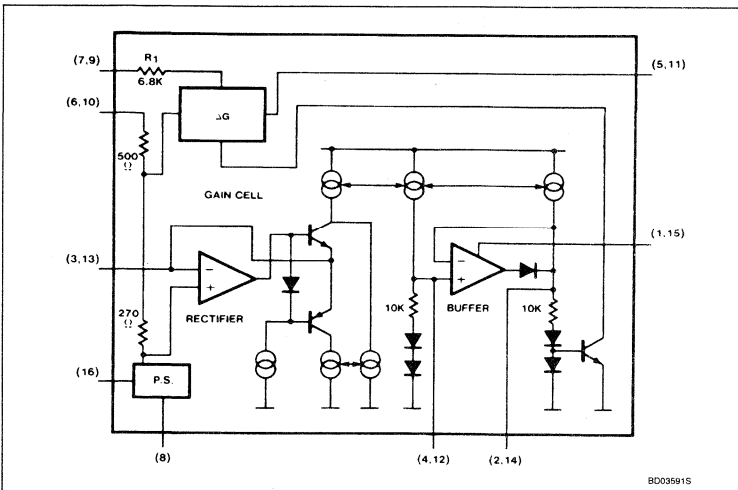 (7,9)
R1
6.8K
(5,11)
(6,10)
ΔG
500
Ω
GAIN CELL
(1,15)
(3,13)
−
+
RECTIFIER
−
+
BUFFER
10K
10K
270
Ω
(16)
P.S.
(8)
(4,12)
(2,14)
BD03591S